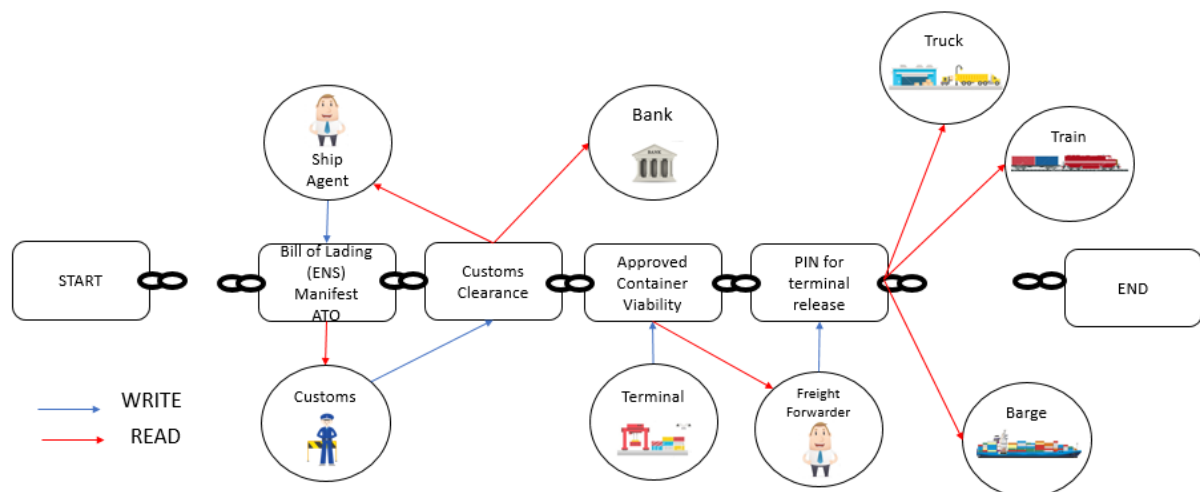 Truck
Train
Ship
Agent
Bank
BANK
START
Bill of Lading
(ENS)
Manifest
ATO
Customs
Clearance
Approved
Container
Viability
PIN for
terminal
release
END
WRITE
READ
Customs
Terminal
Freight
Forwarder
Barge